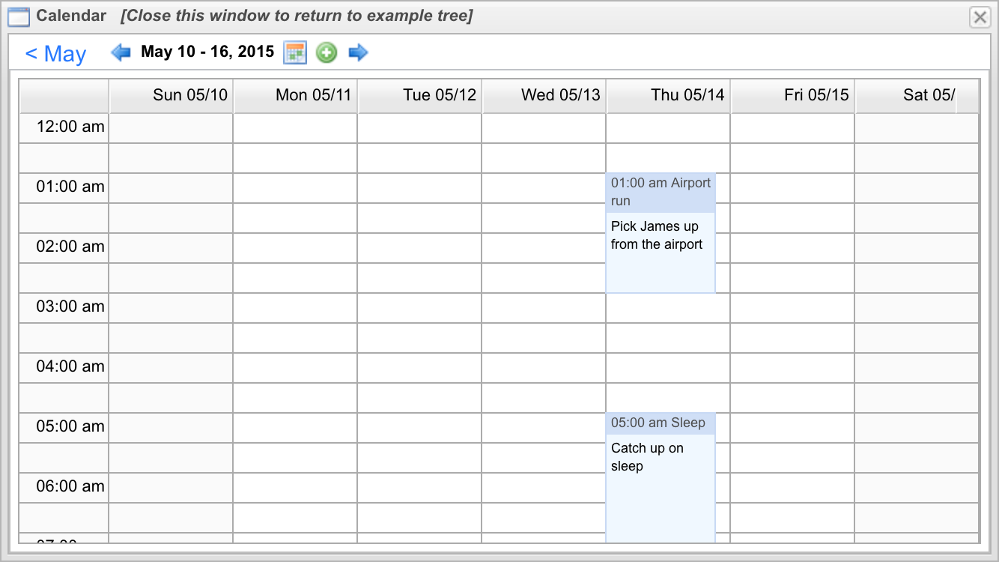 Calendar [Close this window to return to example tree]
< May
May 10 - 16, 2015
Sun 05/10
Mon 05/11
Tue 05/12
Wed 05/13
Thu 05/14
Fri 05/15
Sat 05/
12:00 am
01:00 am
01:00 am Airport
run
Pick James up
from the airport
02:00 am
03:00 am
04:00 am
05:00 am
05:00 am Sleep
Catch up on
sleep
06:00 am